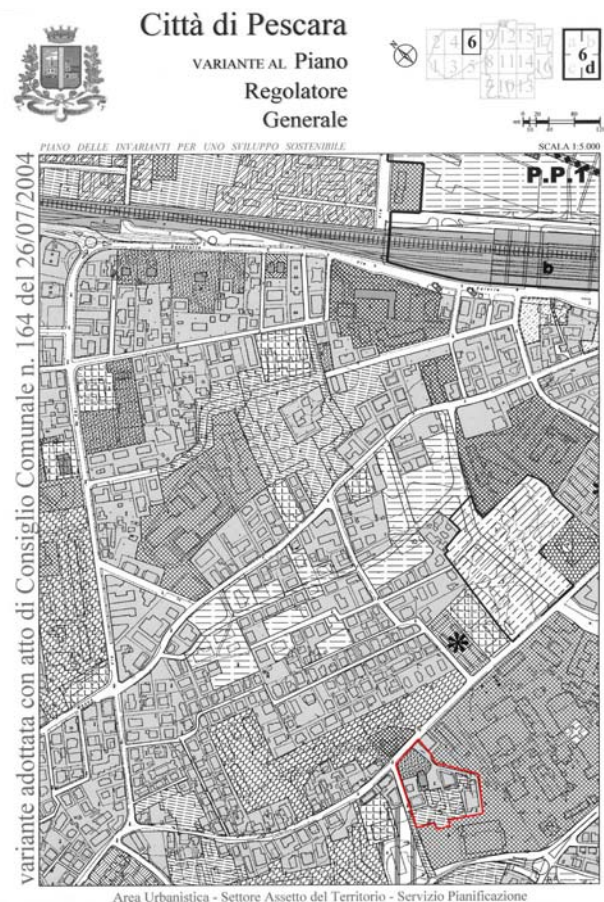 Città di Pescara
VARIANTE AL Piano
Regolatore
Generale
6
6
d
PIANO DELLE INVARIANTI PER UNO SVILUPPO SOSTENIBILE
SCALA 1:5.000
variante adottata con atto di Consiglio Comunale n. 164 del 26/07/2004
P.P.1
b
Area Urbanistica - Settore Assetto del Territorio - Servizio Pianificazione